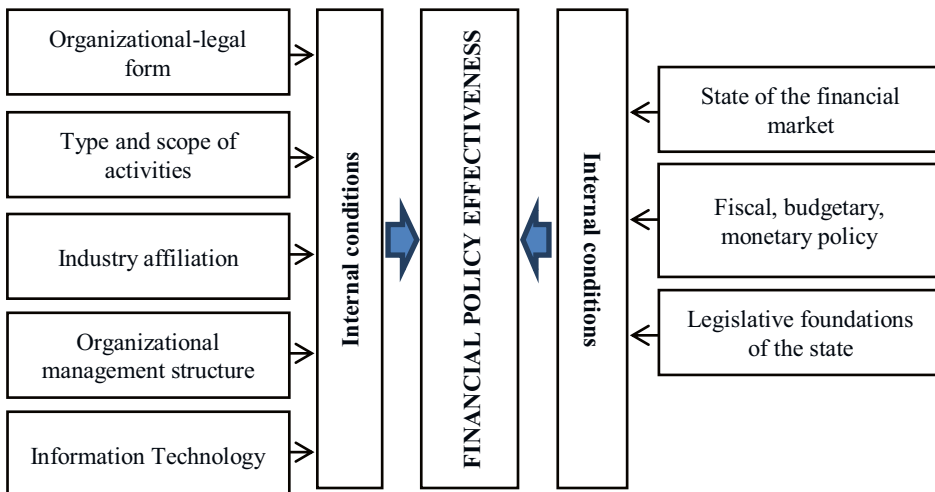 Organizational-legal
form
Type and scope of
activities
Industry affiliation
Organizational
management structure
Information Technology
Internal conditions
FINANCIAL POLICY EFFECTIVENESS
Internal conditions
State of the financial
market
Fiscal, budgetary,
monetary policy
Legislative foundations
of the state